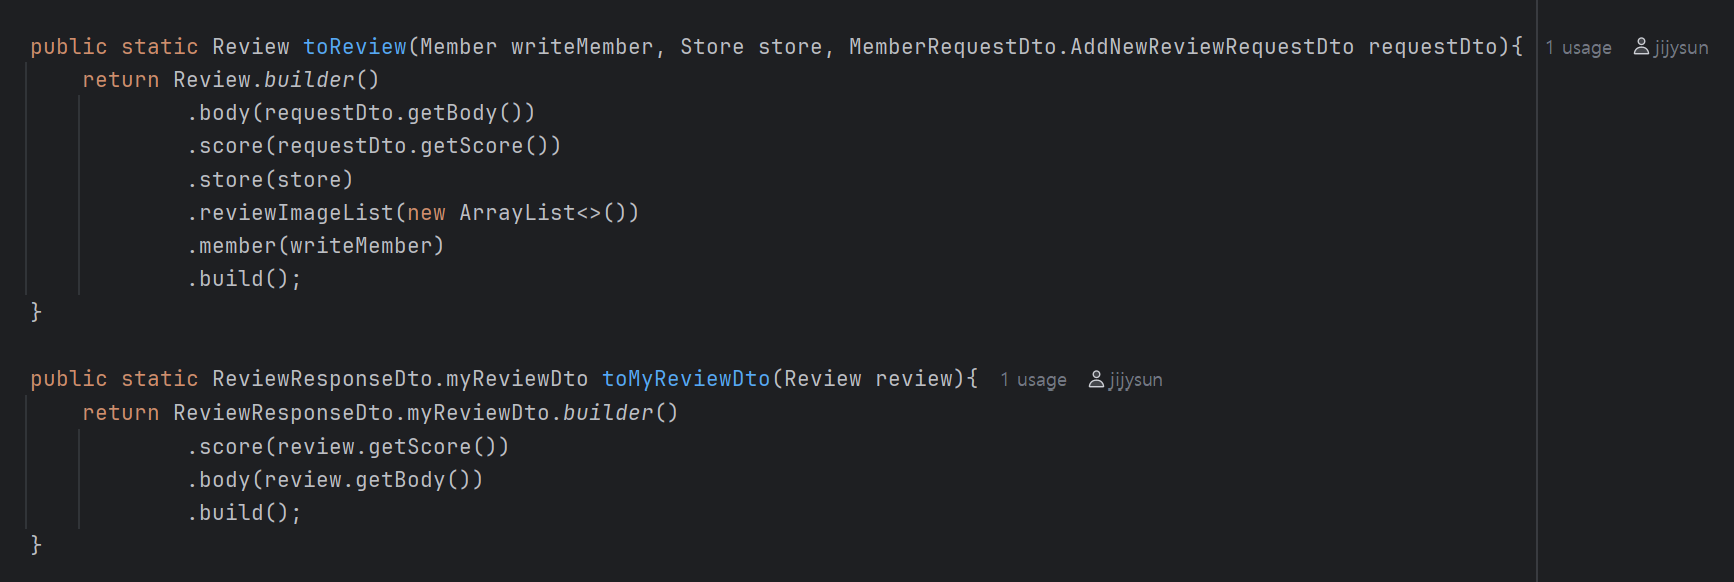 public static Review toReview(Member writeMember, Store store, MemberRequestDto.AddNewReviewRequestDto requestDto){ 1 usage jijysun
return Review.builder()
.body(requestDto.getBody())
.score(requestDto.getScore())
.store(store)
.reviewImageList(new ArrayList<>())
.member(writeMember)
.build();
}
public static ReviewResponseDto.myReviewDto toMyReviewDto(Review review){ 1 usage jijysun
return ReviewResponseDto.myReviewDto.builder()
.score(review.getScore())
.body(review.getBody())
.build();
}